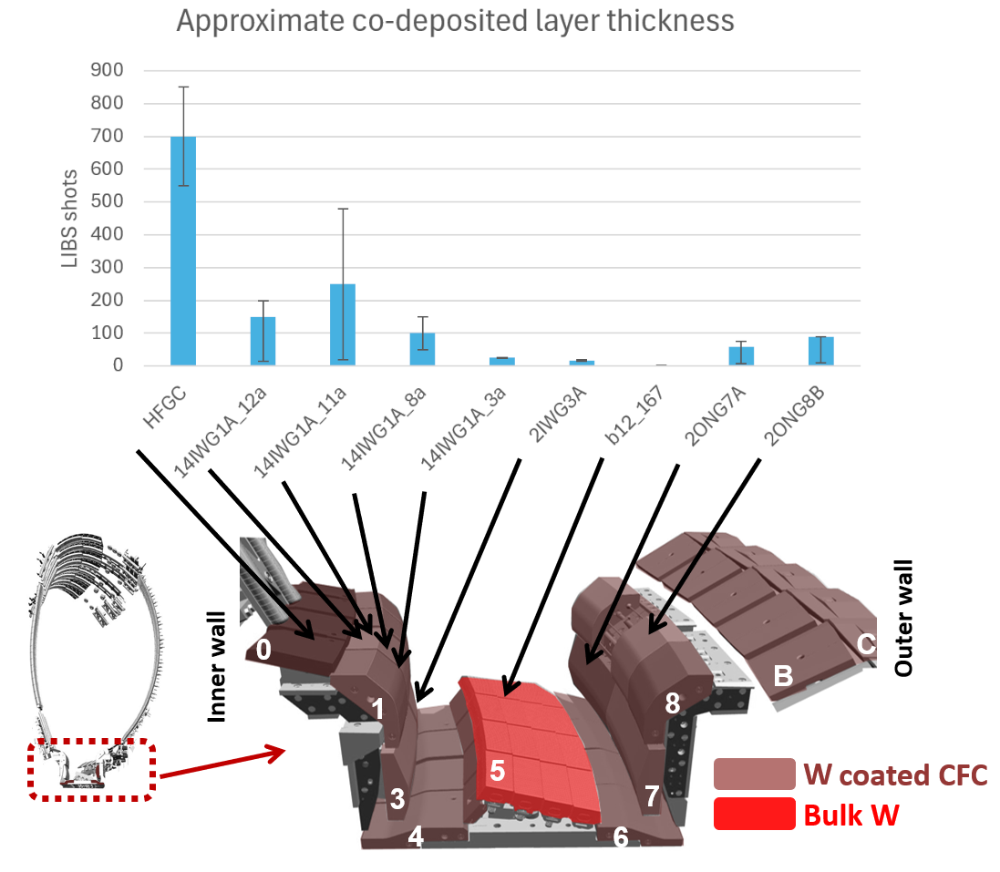 Approximate co-deposited layer thickness
LIBS shots
900
800
700
600
500
400
300
200
100
0
HFGC
14IWG1A_12a
14IWG1A_11a
14IWG1A_8a
14IWG1A_3a
2IWG3A
b12_167
2ONG7A
2ONG8B
Inner wall
Outer wall
0
1
3
4
5
6
7
8
B
C
W coated CFC
Bulk W